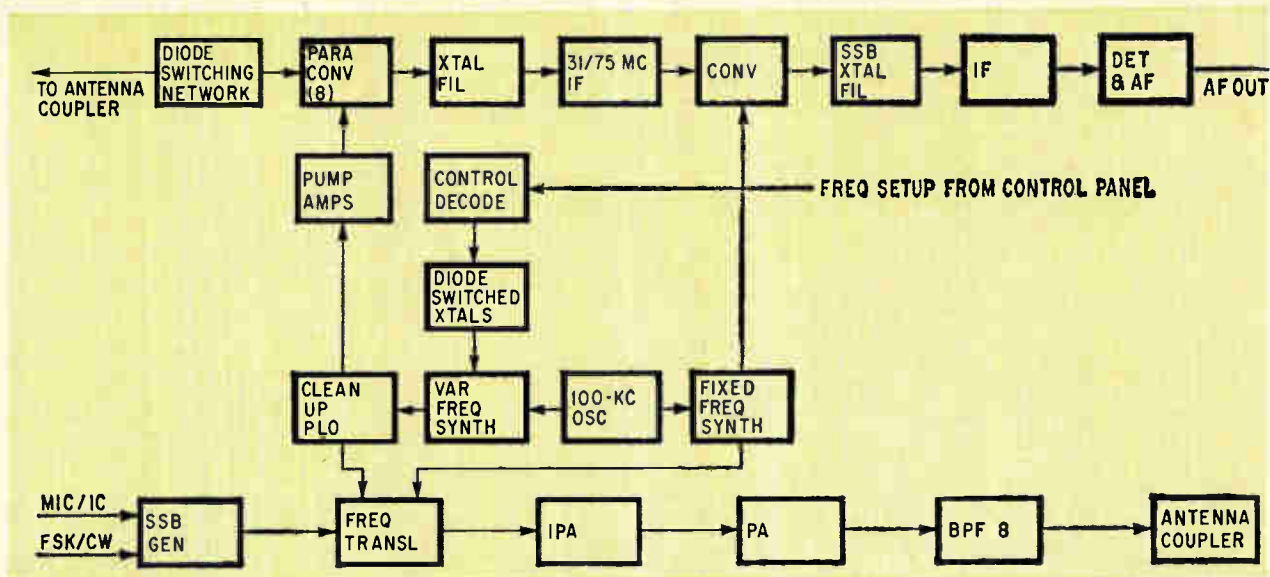 DIODE
SWITCHING
NETWORK
PARA
CONV
(8)
XTAL
FIL
31/75 MC
IF
CONV
SSB
XTAL
FIL
IF
DET
& AF
TO ANTENNA
COUPLER
AF OUT
PUMP
AMPS
CONTROL
DECODE
FREQ SETUP FROM CONTROL PANEL
DIODE
SWITCHED
XTALS
CLEAN
UP
PLO
VAR
FREQ
SYNTH
100-KC
OSC
FIXED
FREQ
SYNTH
MIC/IC
FSK/CW
SSB
GEN
FREQ
TRANSL
IPA
PA
BPF 8
ANTENNA
COUPLER